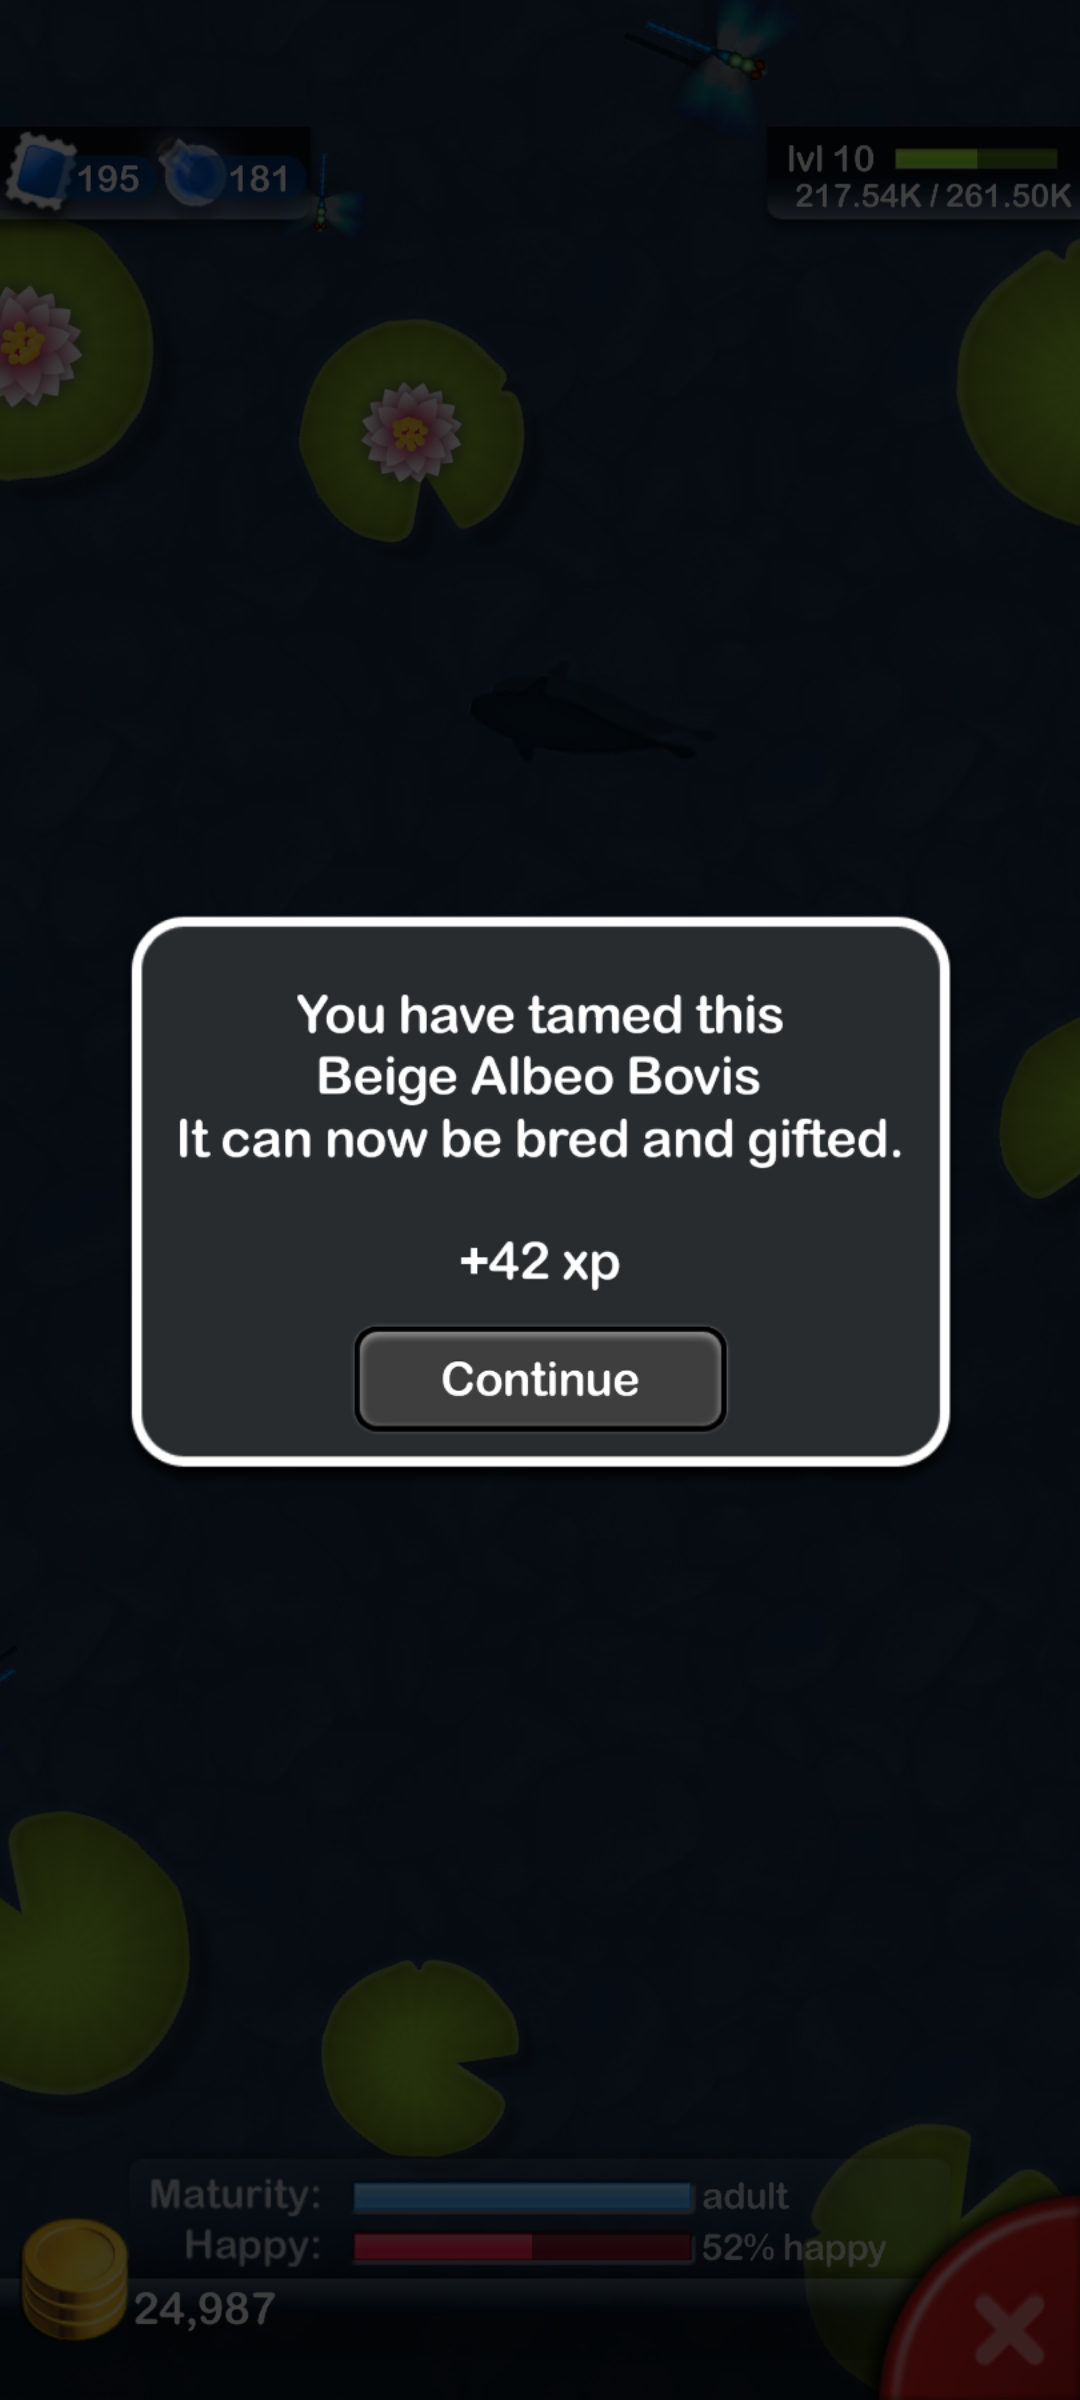 195 181
lvl 10
217.54K / 261.50K
You have tamed this
Beige Albeo Bovis
It can now be bred and gifted.
+42 xp
Continue
Maturity: adult
Happy: 52% happy
24,987